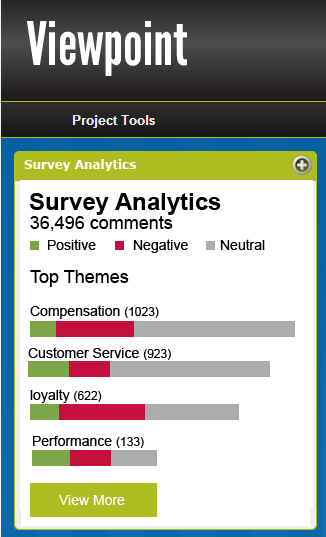 Viewpoint
Project Tools
Survey Analytics
Survey Analytics
36,496 comments
Positive Negative Neutral
Top Themes
Compensation (1023)
Customer Service (923)
loyalty (622)
Performance (133)
View More